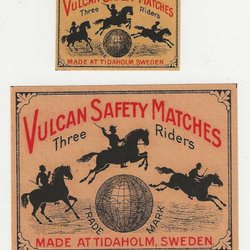 VULCAN SAFETY MATCHES
Three Riders
MADE AT TIDAHOLM, SWEDEN
VULCAN SAFETY MATCHES
Three Riders
TRADE MARK
MADE AT TIDAHOLM, SWEDEN.